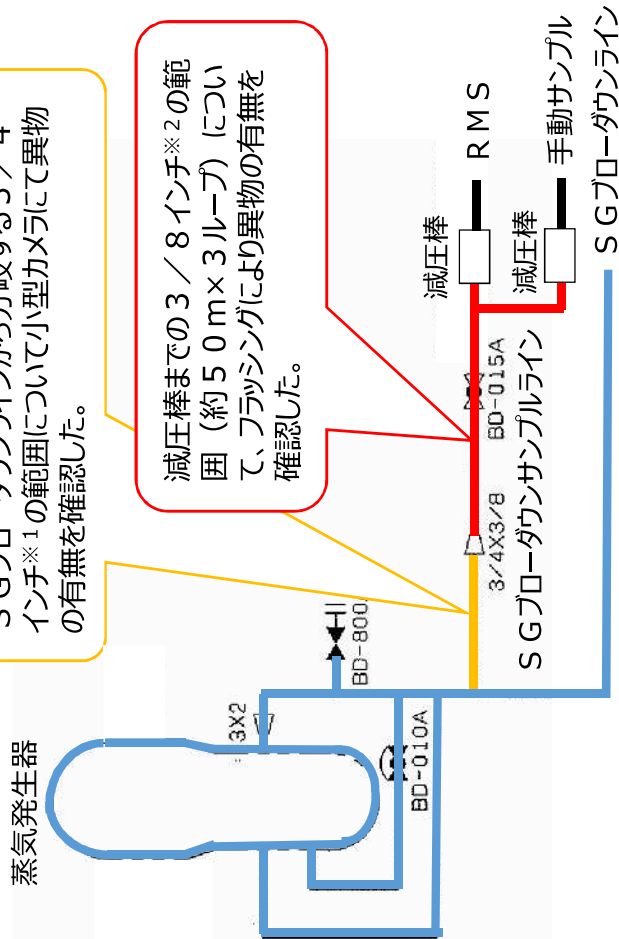 ＳＧブローダウンラインから分岐する３／４
インチ※１の範囲について小型カメラにて異物
の有無を確認した。
減圧棒までの３／８インチ※２の範
囲（約５０ｍ×３ループ）につい
て、フラッシングにより異物の有無を
確認した。
蒸気発生器
3X2
BD-800
BD-010A
3/4X3/8
BD-015A
ＳＧブローダウンサンプルライン
減圧棒
ＲＭＳ
減圧棒
手動サンプル
ＳＧブローダウンライン